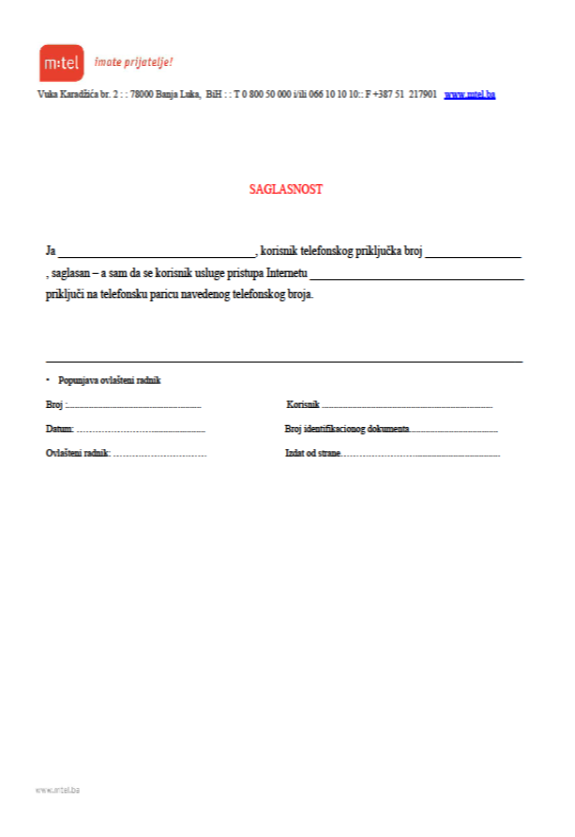 m:tel imate prijatelje!
Vuka Karadžića br. 2 : : 78000 Banja Luka, BiH : : T 0 800 50 000 i/ili 066 10 10 10:: F +387 51 217901 www.mtel.ba
SAGLASNOST
Ja ________________________________, korisnik telefonskog priključka broj ________________
, saglasan – a sam da se korisnik usluge pristupa Internetu ___________________________________
priključi na telefonsku paricu navedenog telefonskog broja.
• Popunjava ovlašteni radnik
Broj :.................................................... Korisnik ..................................................................
Datum: .................................................. Broj identifikacionog dokumenta..................................
Ovlašteni radnik: .................................... Izdat od strane..............................................................
www.mtel.ba